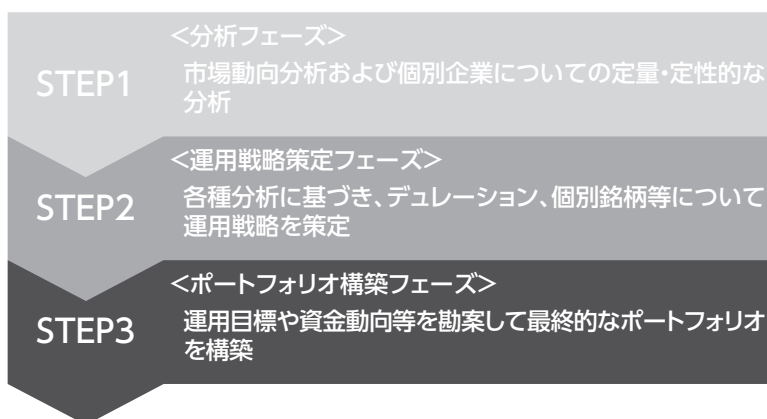 <分析フェーズ>
STEP1
市場動向分析および個別企業についての定量・定性的な
分析
<運用戦略策定フェーズ>
STEP2
各種分析に基づき、デュレーション、個別銘柄等について
運用戦略を策定
<ポートフォリオ構築フェーズ>
STEP3
運用目標や資金動向等を勘案して最終的なポートフォリオ
を構築